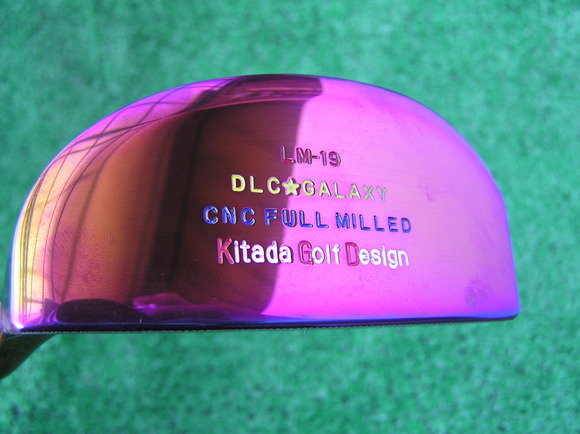 LM-19
DLC★GALAXY
CNC FULL MILLED
Kitada Golf Design